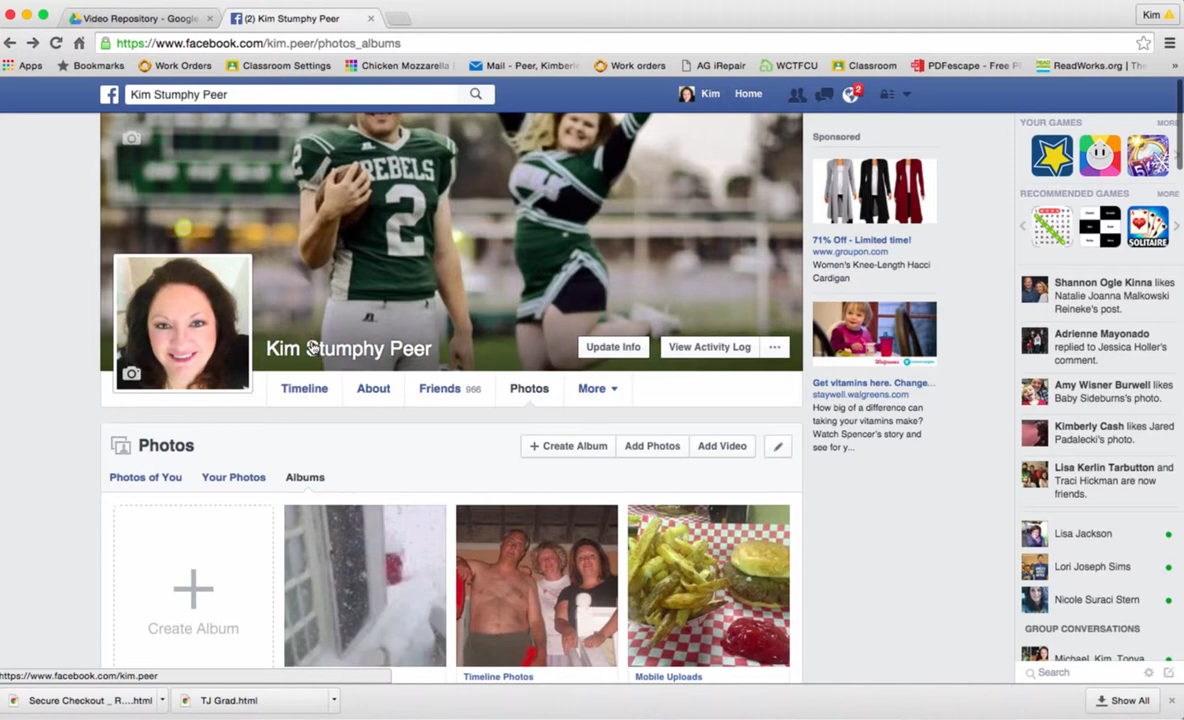 Video Repository - Google
(2) Kim Stumphy Peer
Kim
https://www.facebook.com/kim.peer/photos_albums
Apps
Bookmarks
Work Orders
Classroom Settings
Chicken Mozzarella
Mail - Peer, Kimberle
Work orders
AG iRepair
WCTFCU
Classroom
PDFescape - Free P
ReadWorks.org | The
»
f
Kim Stumphy Peer
Kim
Home
2
REBELS
2
2
Kim Stumphy Peer
Update Info
View Activity Log
...
Timeline
About
Friends 966
Photos
More
Photos
+ Create Album
Add Photos
Add Video
Photos of You
Your Photos
Albums
Create Album
Timeline Photos
Mobile Uploads
Sponsored
71% Off - Limited time!
www.groupon.com
Women's Knee-Length Hacci
Cardigan
Get vitamins here. Change...
staywell.walgreens.com
How big of a difference can
taking your vitamins make?
Watch Spencer's story and
see for y...
YOUR GAMES
MORE
RECOMMENDED GAMES
MORE
SOLITAIRE
Shannon Ogle Kinna likes
Natalie Joanna Malkowski
Reineke's post.
Adrienne Mayonado
replied to Jessica Holler's
comment.
Amy Wisner Burwell likes
Baby Sideburns's photo.
Kimberly Cash likes Jared
Padalecki's photo.
Lisa Kerlin Tarbutton and
Traci Hickman are now
friends.
Lisa Jackson
Lori Joseph Sims
Nicole Suraci Stern
GROUP CONVERSATIONS
Michael, Kim, Tonya
Search
https://www.facebook.com/kim.peer
Secure Checkout _ R....html
TJ Grad.html
Show All